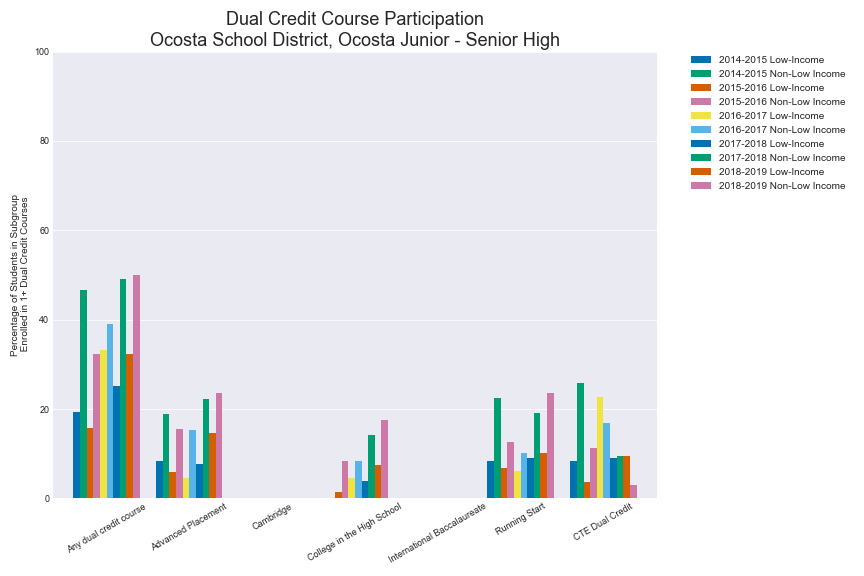 Dual Credit Course Participation
Ocosta School District, Ocosta Junior - Senior High
Percentage of Students in Subgroup
Enrolled in 1+ Dual Credit Courses
100
80
60
40
20
0
Any dual credit course
Advanced Placement
Cambridge
College in the High School
International Baccalaureate
Running Start
CTE Dual Credit
2014-2015 Low-Income
2014-2015 Non-Low Income
2015-2016 Low-Income
2015-2016 Non-Low Income
2016-2017 Low-Income
2016-2017 Non-Low Income
2017-2018 Low-Income
2017-2018 Non-Low Income
2018-2019 Low-Income
2018-2019 Non-Low Income